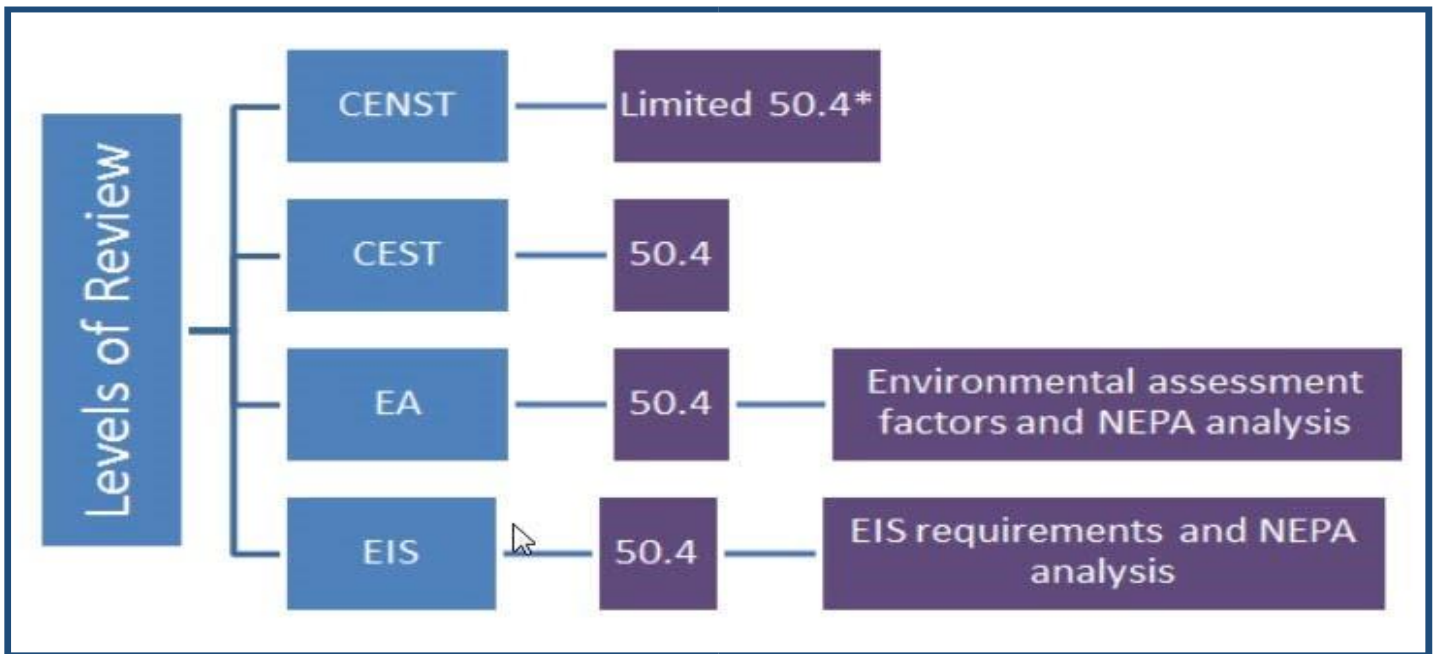 Levels of Review
CENST
Limited 50.4*
CEST
50.4
EA
50.4
Environmental assessment
factors and NEPA analysis
EIS
50.4
EIS requirements and NEPA
analysis